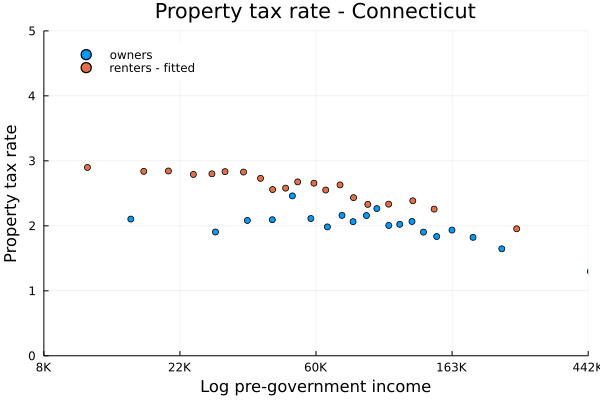 Property tax rate - Connecticut
5
owners
renters - fitted
4
3
2
1
0
Property tax rate
8K 22K 60K 163K 442K
Log pre-government income